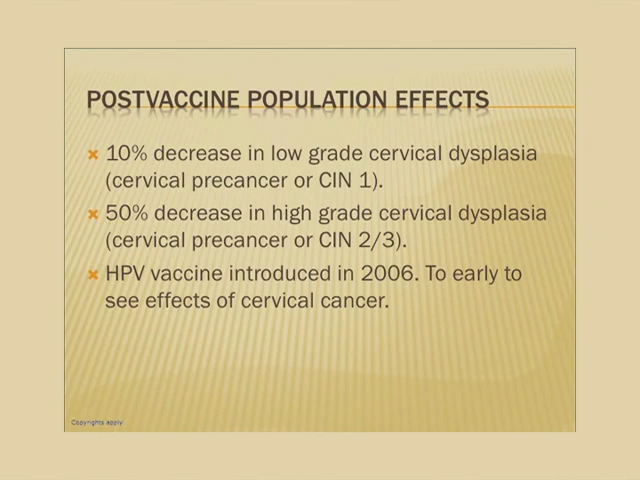 POSTVACCINE POPULATION EFFECTS
10% decrease in low grade cervical dysplasia
(cervical precancer or CIN 1).
50% decrease in high grade cervical dysplasia
(cervical precancer or CIN 2/3).
HPV vaccine introduced in 2006. To early to
see effects of cervical cancer.
Copyrights apply